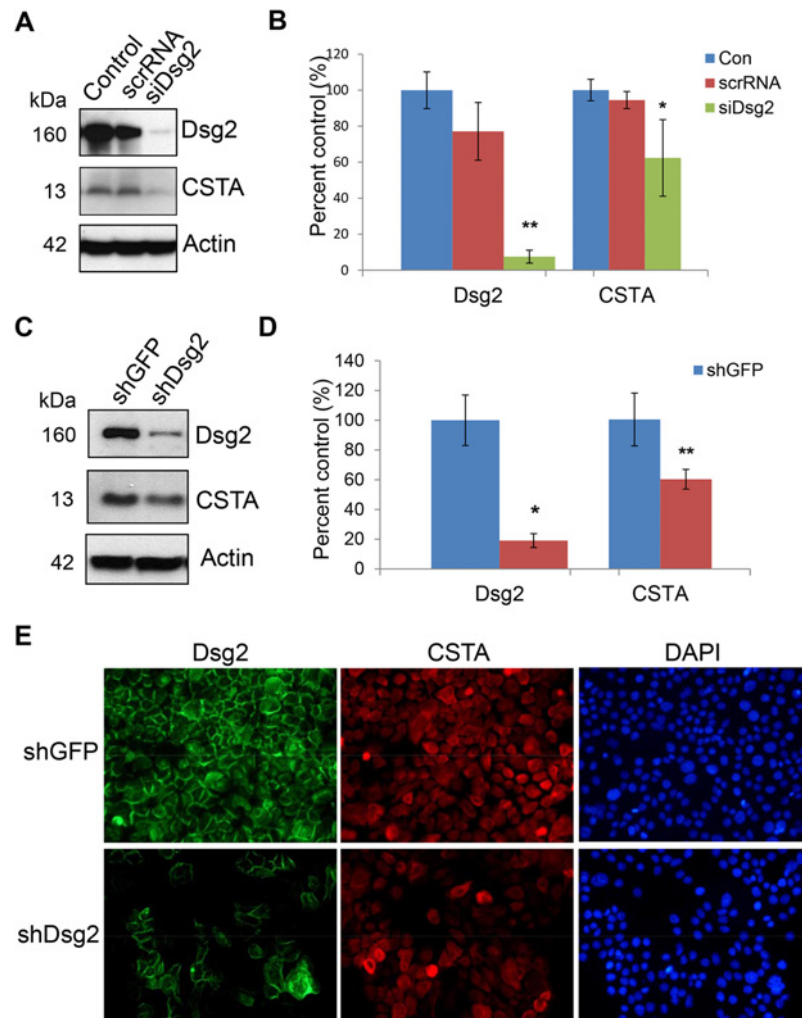 A
Control
scrRNA
siDsg2
kDa
160
Dsg2
13
CSTA
42
Actin
B
Percent control (%)
120
100
80
60
40
20
0
Con
scrRNA
siDsg2
**
*
Dsg2
CSTA
C
shGFP
shDsg2
kDa
160
Dsg2
13
CSTA
42
Actin
D
Percent control (%)
140
120
100
80
60
40
20
0
shGFP
*
**
Dsg2
CSTA
E
Dsg2 CSTA DAPI
shGFP
shDsg2